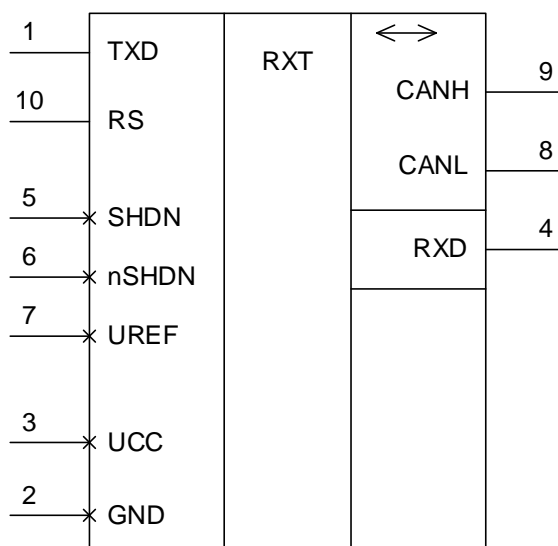 1 TXD RXT
CANH 9
10 RS
CANL 8
5 SHDN
RXD 4
6 nSHDN
7 UREF
3 UCC
2 GND